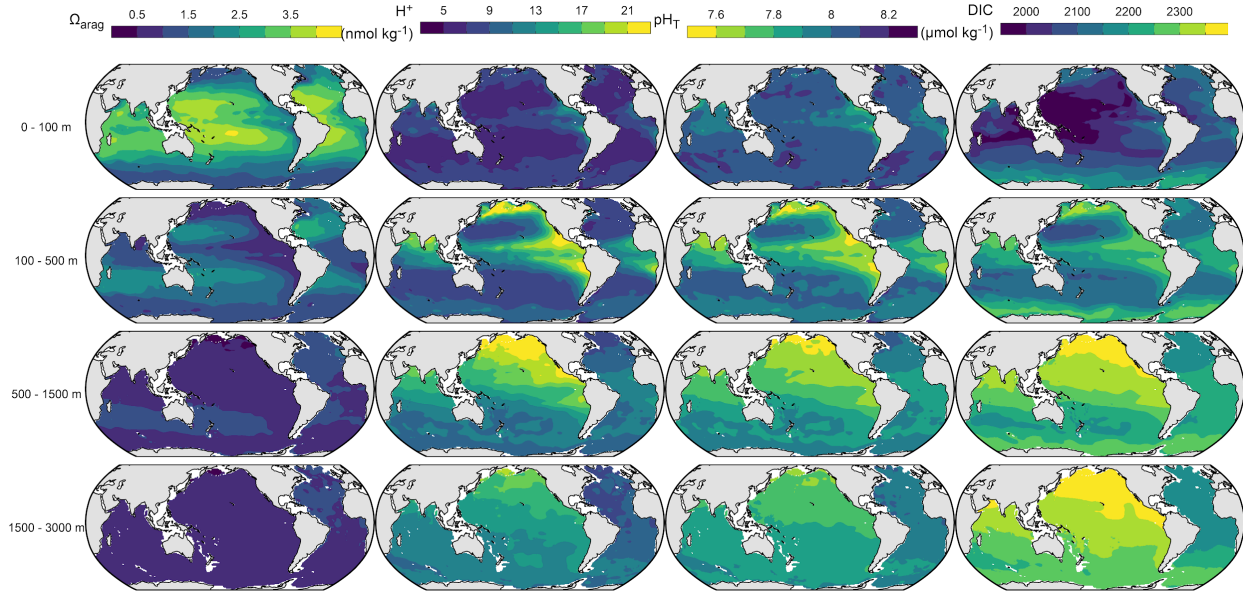 Ωarag 0.5 1.5 2.5 3.5
(nmol kg-1) H+ 5 9 13 17 21
pHT 7.6 7.8 8 8.2
(μmol kg-1) DIC 2000 2100 2200 2300
0 - 100 m
100 - 500 m
500 - 1500 m
1500 - 3000 m